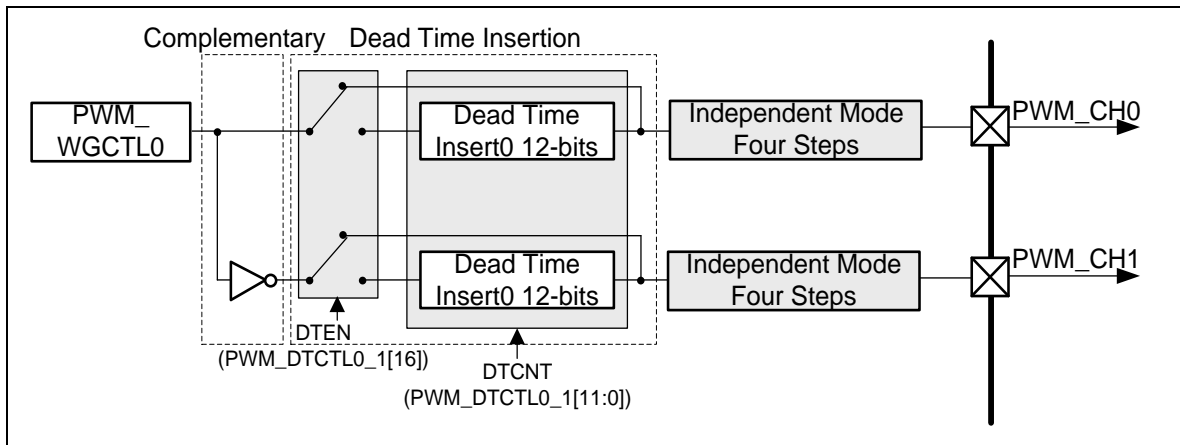 Complementary
Dead Time Insertion
PWM_
WGCTL0
Dead Time
Insert0 12-bits
Independent Mode
Four Steps
PWM_CH0
Dead Time
Insert0 12-bits
Independent Mode
Four Steps
PWM_CH1
DTEN
(PWM_DTCTL0_1[16])
DTCNT
(PWM_DTCTL0_1[11:0])